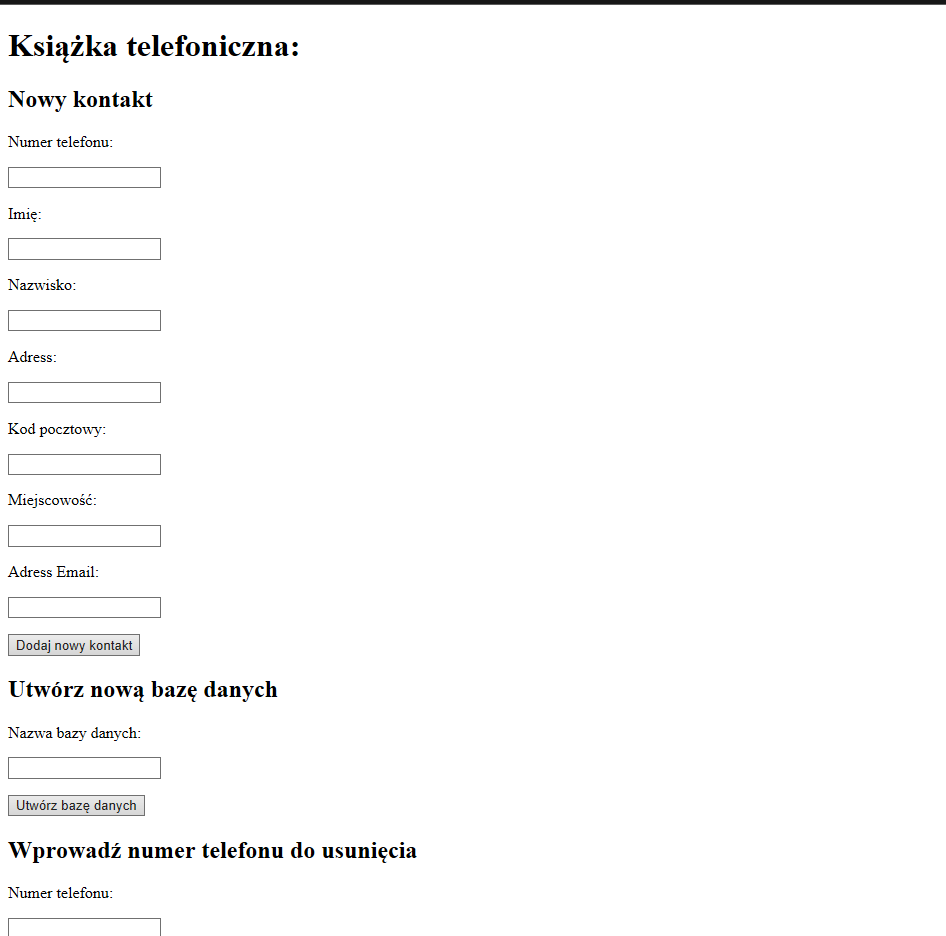 Książka telefoniczna:
Nowy kontakt
Numer telefonu:
Imię:
Nazwisko:
Adress:
Kod pocztowy:
Miejscowość:
Adress Email:
Dodaj nowy kontakt
Utwórz nową bazę danych
Nazwa bazy danych:
Utwórz bazę danych
Wprowadź numer telefonu do usunięcia
Numer telefonu: